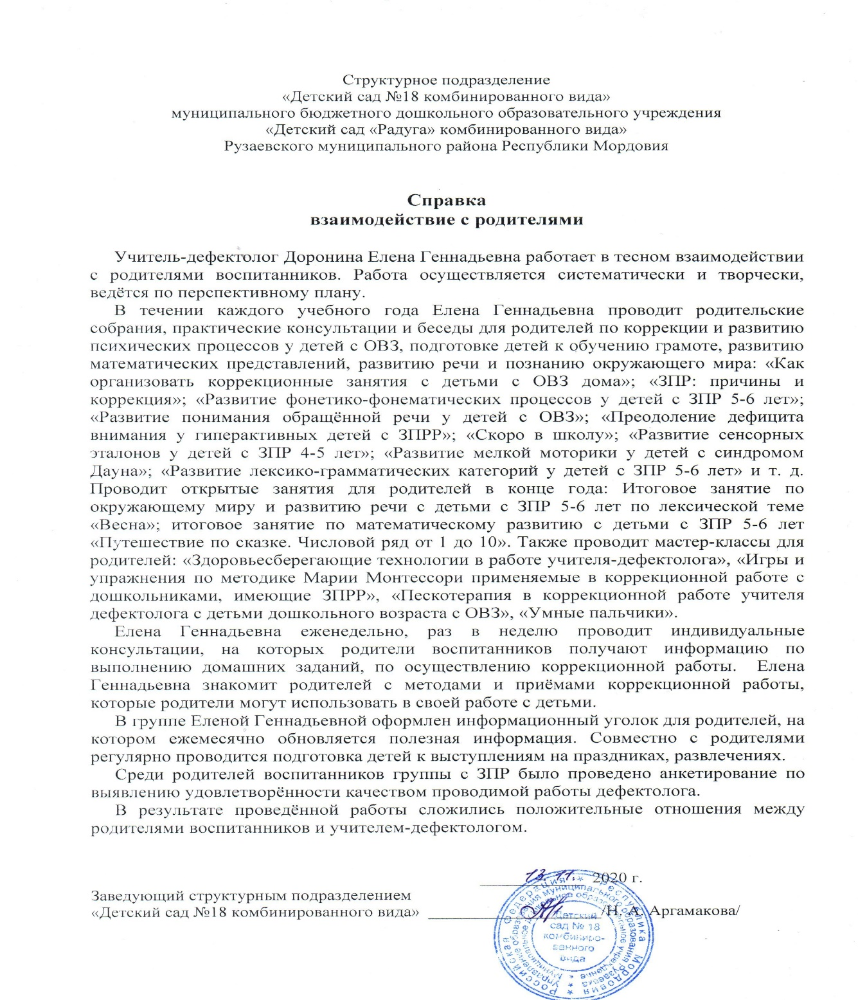 Структурное подразделение
«Детский сад №18 комбинированного вида»
муниципального бюджетного дошкольного образовательного учреждения
«Детский сад «Радуга» комбинированного вида»
Рузаевского муниципального района Республики Мордовия
Справка
взаимодействие с родителями
Учитель-дефектолог Доронина Елена Геннадьевна работает в тесном взаимодействии
с родителями воспитанников. Работа осуществляется систематически и творчески,
ведётся по перспективному плану.
В течении каждого учебного года Елена Геннадьевна проводит родительские
собрания, практические консультации и беседы для родителей по коррекции и развитию
психических процессов у детей с ОВЗ, подготовке детей к обучению грамоте, развитию
математических представлений, развитию речи и познанию окружающего мира: «Как
организовать коррекционные занятия с детьми с ОВЗ дома»; «ЗПР: причины и
коррекция»; «Развитие фонетико-фонематических процессов у детей с ЗПР 5-6 лет»;
«Развитие понимания обращённой речи у детей с ОВЗ»; «Преодоление дефицита
внимания у гиперактивных детей с ЗПРР»; «Скоро в школу»; «Развитие сенсорных
эталонов у детей с ЗПР 4-5 лет»; «Развитие мелкой моторики у детей с синдромом
Дауна»; «Развитие лексико-грамматических категорий у детей с ЗПР 5-6 лет» и т. д.
Проводит открытые занятия для родителей в конце года: Итоговое занятие по
окружающему миру и развитию речи с детьми с ЗПР 5-6 лет по лексической теме
«Весна»; итоговое занятие по математическому развитию с детьми с ЗПР 5-6 лет
«Путешествие по сказке. Числовой ряд от 1 до 10». Также проводит мастер-классы для
родителей: «Здоровьесберегающие технологии в работе учителя-дефектолога», «Игры и
упражнения по методике Марии Монтессори применяемые в коррекционной работе с
дошкольниками, имеющие ЗПРР», «Пескотерапия в коррекционной работе учителя
дефектолога с детьми дошкольного возраста с ОВЗ», «Умные пальчики».
Елена Геннадьевна еженедельно, раз в неделю проводит индивидуальные
консультации, на которых родители воспитанников получают информацию по
выполнению домашних заданий, по осуществлению коррекционной работы. Елена
Геннадьевна знакомит родителей с методами и приёмами коррекционной работы,
которые родители могут использовать в своей работе с детьми.
В группе Еленой Геннадьевной оформлен информационный уголок для родителей, на
котором ежемесячно обновляется полезная информация. Совместно с родителями
регулярно проводится подготовка детей к выступлениям на праздниках, развлечениях.
Среди родителей воспитанников группы с ЗПР было проведено анкетирование по
выявлению удовлетворённости качеством проводимой работы дефектолога.
В результате проведённой работы сложились положительные отношения между
родителями воспитанников и учителем-дефектологом.
13.11. 2020 г.
Заведующий структурным подразделением
«Детский сад №18 комбинированного вида» /Н. А. Аргамакова/
Российская Федерация * Республика Мордовия *
Детский
сад № 18
комбиниро-
ванного
вида